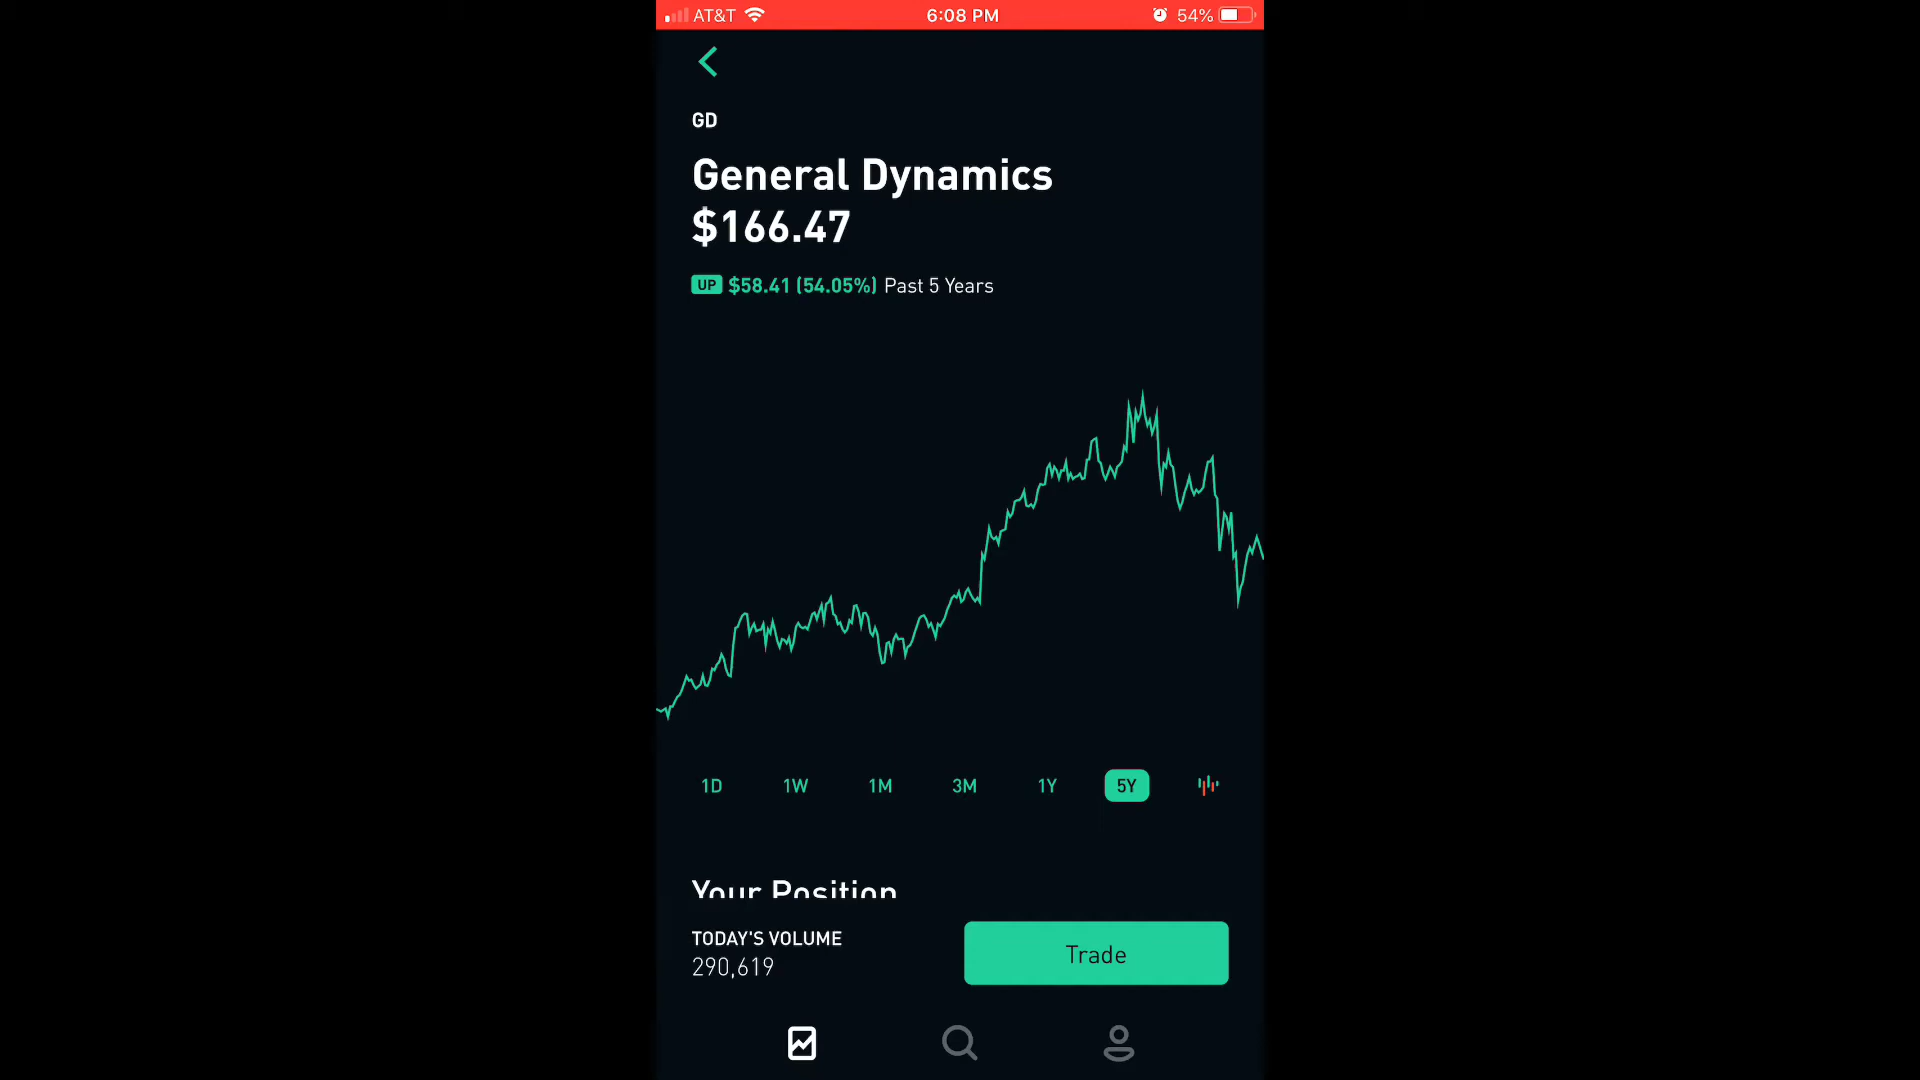 AT&T 6:08 PM 54%
GD
General Dynamics
$166.47
UP $58.41 (54.05%) Past 5 Years
1D 1W 1M 3M 1Y 5Y
Your Position
TODAY'S VOLUME
290,619
Trade